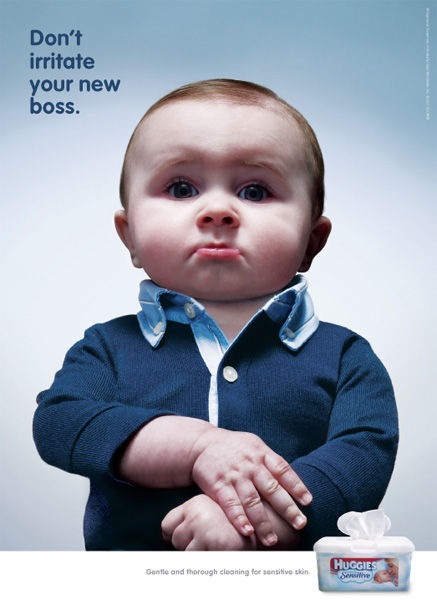 Don't
irritate
your new
boss.
Gentle and thorough cleaning for sensitive skin.
HUGGIES
Sensitive